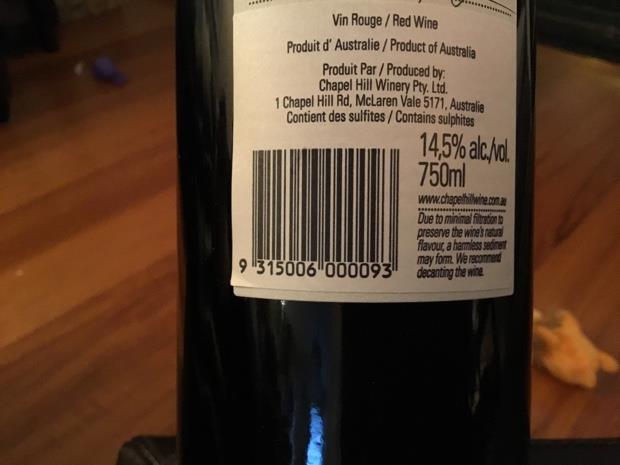 Vin Rouge / Red Wine
Produit d' Australie / Product of Australia
Produit Par / Produced by:
Chapel Hill Winery Pty. Ltd.
1 Chapel Hill Rd, McLaren Vale 5171, Australie
Contient des sulfites / Contains sulphites
14,5% alc./vol.
750ml
www.chapelhillwine.com.au
Due to minimal filtration to
preserve the wine's natural
flavour, a harmless sediment
may form. We recommend
decanting the wine.
9 315006 000093